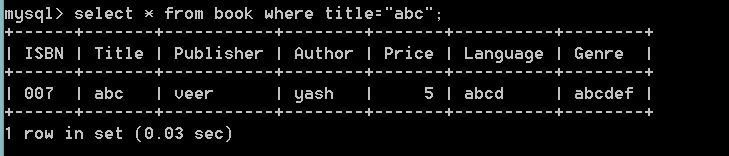 mysql> select * from book where title="abc";
+------+-------+-----------+--------+-------+----------+--------+
| ISBN | Title | Publisher | Author | Price | Language | Genre  |
+------+-------+-----------+--------+-------+----------+--------+
| 007  | abc   | veer      | yash   |     5 | abcd     | abcdef |
+------+-------+-----------+--------+-------+----------+--------+
1 row in set (0.03 sec)